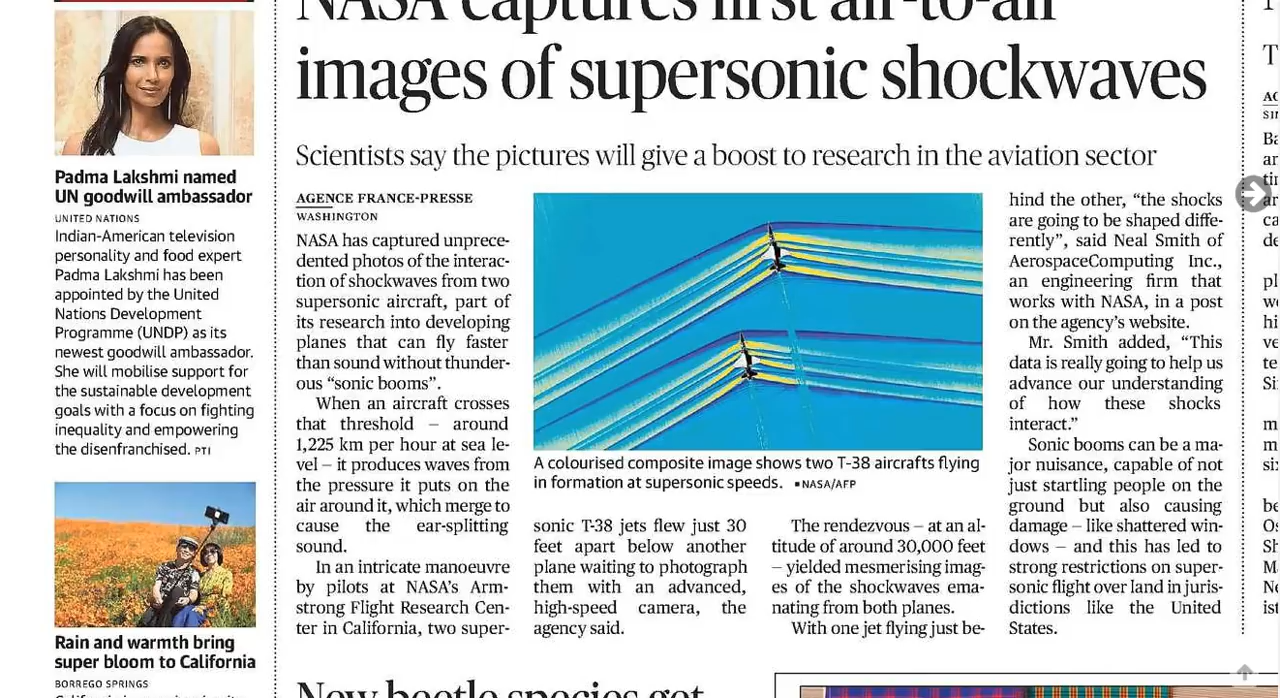 Padma Lakshmi named
UN goodwill ambassador
UNITED NATIONS
Indian-American television
personality and food expert
Padma Lakshmi has been
appointed by the United
Nations Development
Programme (UNDP) as its
newest goodwill ambassador.
She will mobilise support for
the sustainable development
goals with a focus on fighting
inequality and empowering
the disenfranchised. PTI
Rain and warmth bring
super bloom to California
BORREGO SPRINGS
NASA captures first air-to-air
images of supersonic shockwaves
Scientists say the pictures will give a boost to research in the aviation sector
AGENCE FRANCE-PRESSE
WASHINGTON
NASA has captured unprece-
dented photos of the interac-
tion of shockwaves from two
supersonic aircraft, part of
its research into developing
planes that can fly faster
than sound without thunder-
ous “sonic booms”.
When an aircraft crosses
that threshold – around
1,225 km per hour at sea le-
vel – it produces waves from
the pressure it puts on the
air around it, which merge to
cause the ear-splitting
sound.
In an intricate manoeuvre
by pilots at NASA’s Arm-
strong Flight Research Cen-
ter in California, two super-
A colourised composite image shows two T-38 aircrafts flying
in formation at supersonic speeds. ▪NASA/AFP
sonic T-38 jets flew just 30
feet apart below another
plane waiting to photograph
them with an advanced,
high-speed camera, the
agency said.
The rendezvous – at an al-
titude of around 30,000 feet
– yielded mesmerising imag-
es of the shockwaves ema-
nating from both planes.
With one jet flying just be-
hind the other, “the shocks
are going to be shaped diffe-
rently”, said Neal Smith of
AerospaceComputing Inc.,
an engineering firm that
works with NASA, in a post
on the agency’s website.
Mr. Smith added, “This
data is really going to help us
advance our understanding
of how these shocks
interact.”
Sonic booms can be a ma-
jor nuisance, capable of not
just startling people on the
ground but also causing
damage – like shattered win-
dows – and this has led to
strong restrictions on super-
sonic flight over land in juris-
dictions like the United
States.
New beetle species get